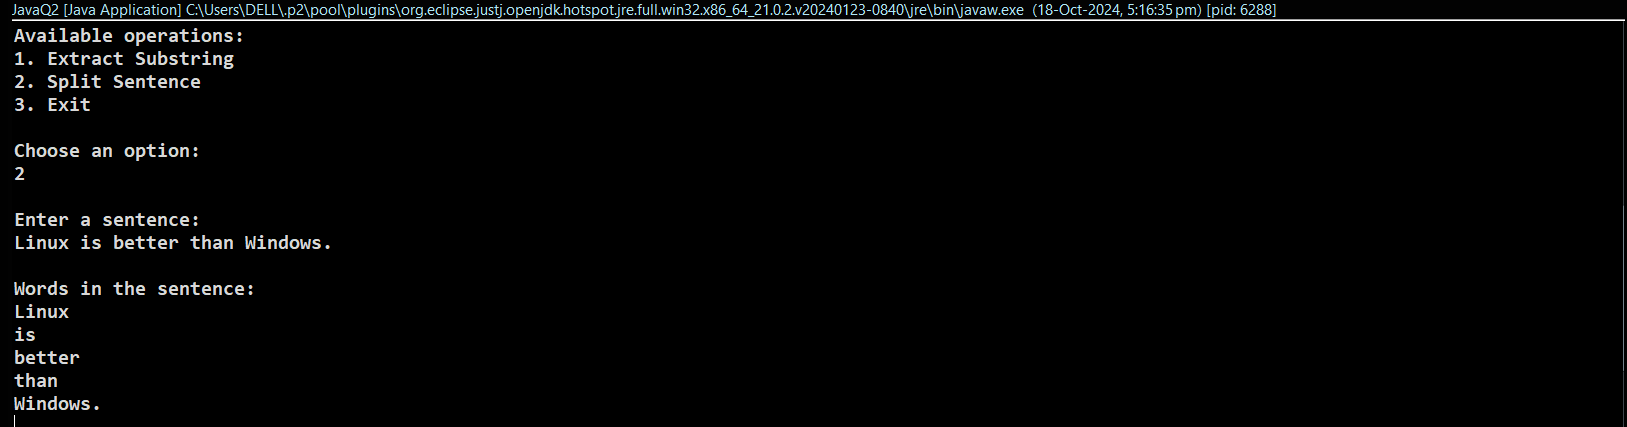 JavaQ2 [Java Application] C:\Users\DELL\.p2\pool\plugins\org.eclipse.justj.openjdk.hotspot.jre.full.win32.x86_64_21.0.2.v20240123-0840\jre\bin\javaw.exe (18-Oct-2024, 5:16:35 pm) [pid: 6288]
Available operations:
1. Extract Substring
2. Split Sentence
3. Exit
Choose an option:
2
Enter a sentence:
Linux is better than Windows.
Words in the sentence:
Linux
is
better
than
Windows.